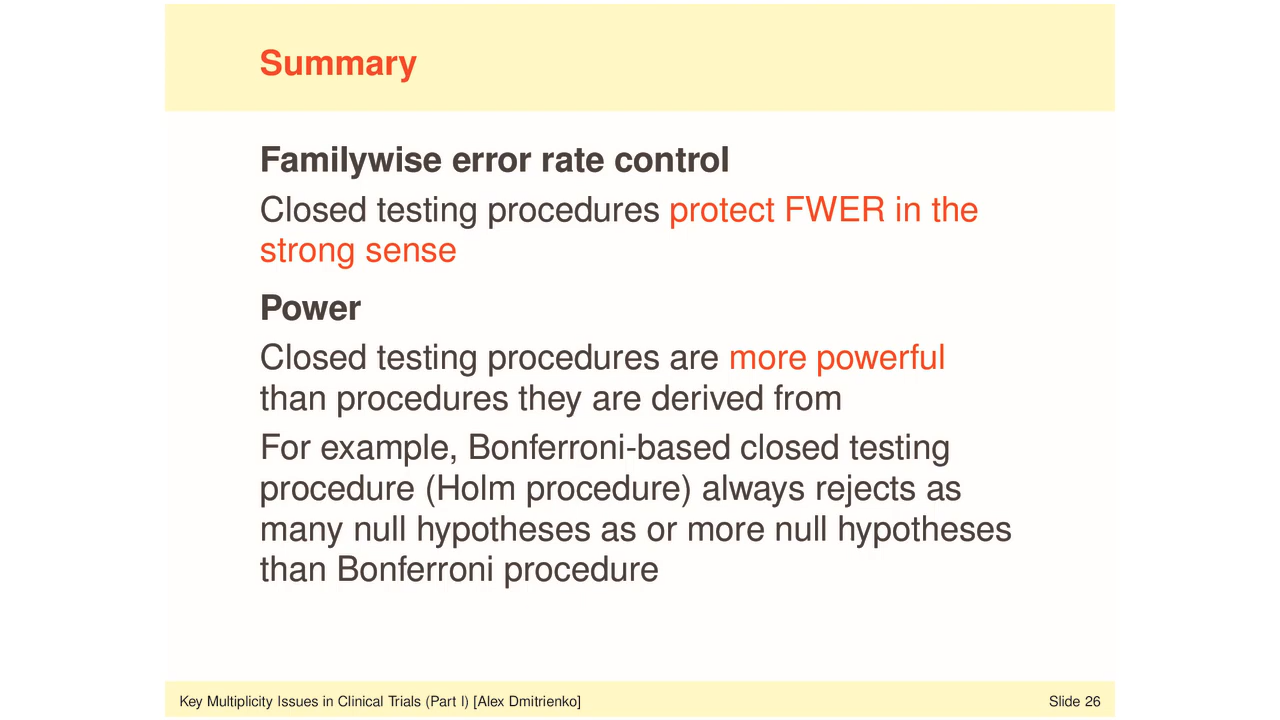 Summary
Familywise error rate control
Closed testing procedures protect FWER in the
strong sense
Power
Closed testing procedures are more powerful
than procedures they are derived from
For example, Bonferroni-based closed testing
procedure (Holm procedure) always rejects as
many null hypotheses as or more null hypotheses
than Bonferroni procedure
Key Multiplicity Issues in Clinical Trials (Part I) [Alex Dmitrienko]
Slide 26